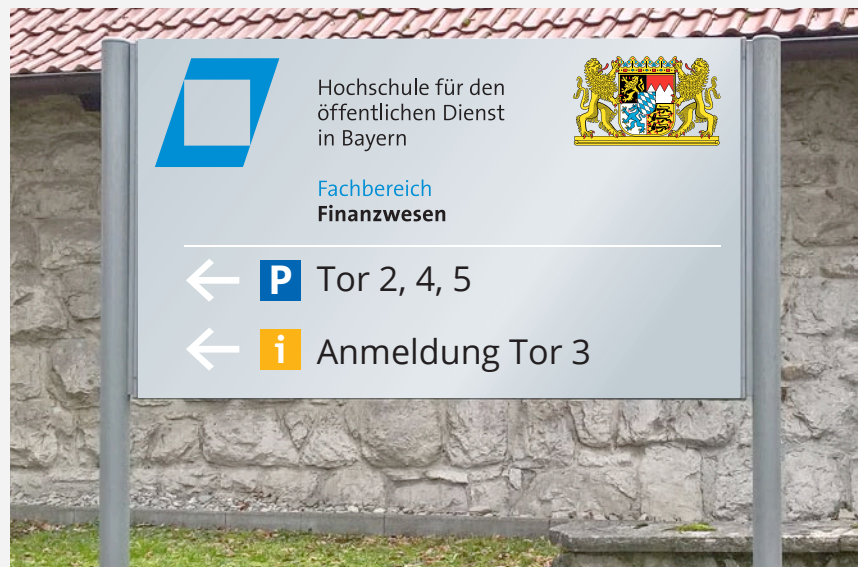 Hochschule für den
öffentlichen Dienst
in Bayern
Fachbereich
Finanzwesen
P Tor 2, 4, 5
i Anmeldung Tor 3